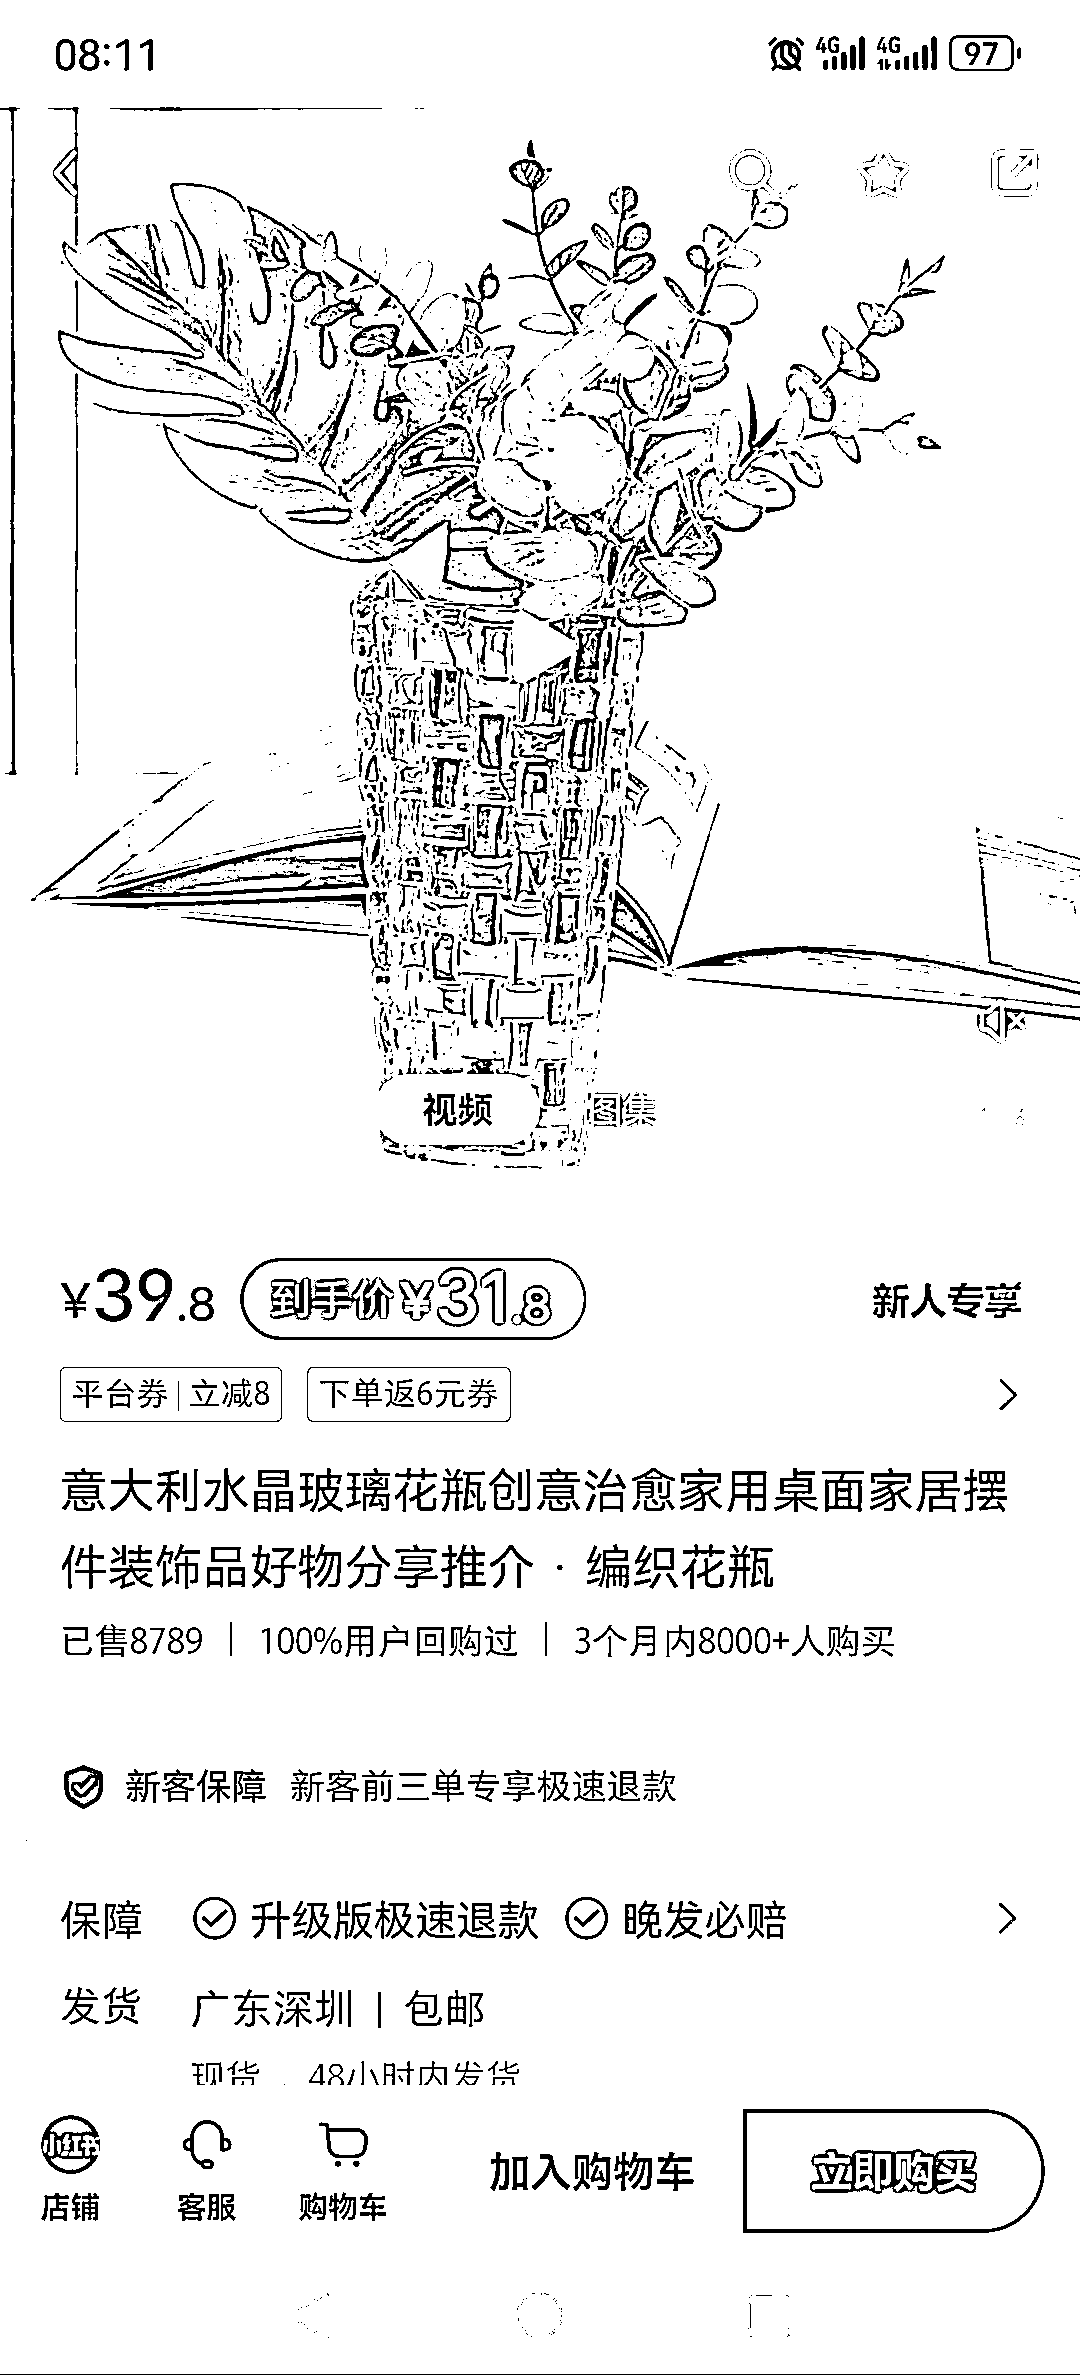 08:11 4G 4G 97
视频 图集
¥39.8 到手价¥31.8 新人专享
平台券|立减8 下单返6元券
意大利水晶玻璃花瓶创意治愈家用桌面家居摆
件装饰品好物分享推介 · 编织花瓶
已售8789 | 100%用户回购过 | 3个月内8000+人购买
新客保障 新客前三单专享极速退款
保障 升级版极速退款 晚发必赔
发货 广东深圳 | 包邮
现货 · 48小时内发货
小红书
店铺 客服 购物车 加入购物车 立即购买